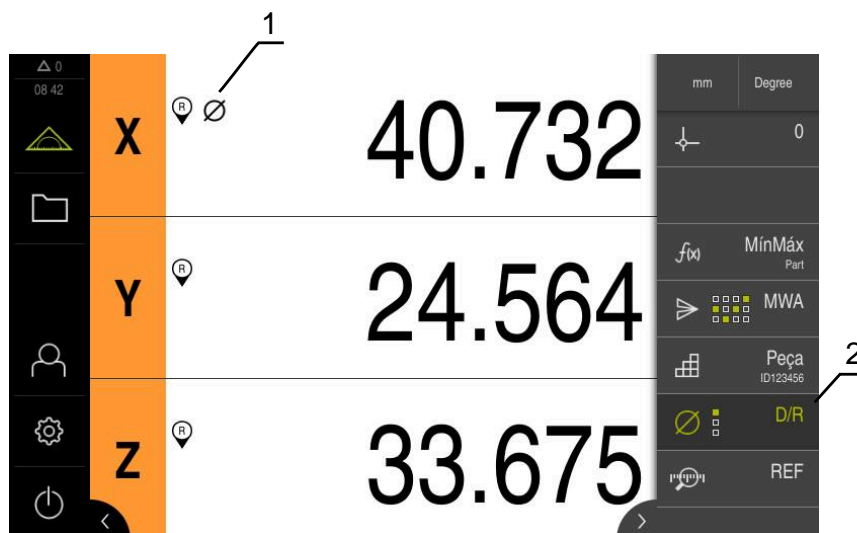 1
△ 0
08 42
X
R
Ø
40.732
mm
Degree
0
Y
R
24.564
f(x)
MínMáx
Part
MWA
Peça
ID123456
2
Z
R
33.675
Ø
D/R
REF